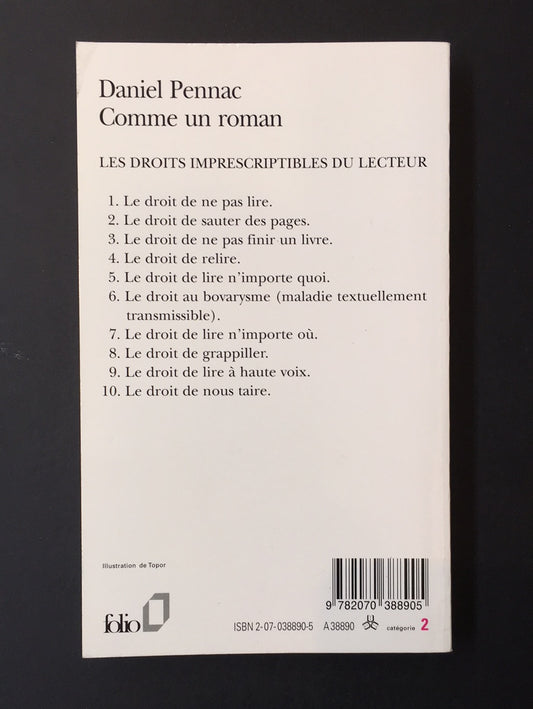 Daniel Pennac
Comme un roman
LES DROITS IMPRESCRIPTIBLES DU LECTEUR
1. Le droit de ne pas lire.
2. Le droit de sauter des pages.
3. Le droit de ne pas finir un livre.
4. Le droit de relire.
5. Le droit de lire n’importe quoi.
6. Le droit au bovarysme (maladie textuellement
transmissible).
7. Le droit de lire n’importe où.
8. Le droit de grappiller.
9. Le droit de lire à haute voix.
10. Le droit de nous taire.
Illustration de Topor
9 782070 388905
folio
ISBN 2-07-038890-5 A 38890 catégorie 2